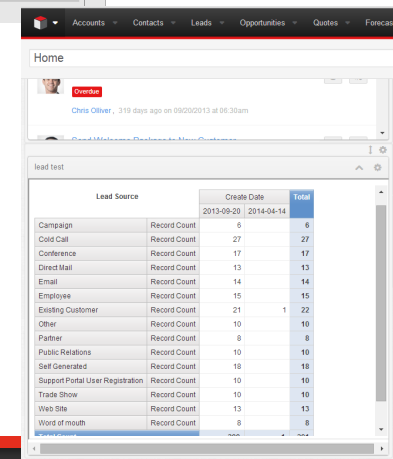 Accounts Contacts Leads Opportunities Quotes Forecas
Home
Overdue
Chris Olliver , 319 days ago on 09/20/2013 at 06:30am
lead test
Lead Source Create Date Total
2013-09-20 2014-04-14
Campaign Record Count 6 6
Cold Call Record Count 27 27
Conference Record Count 17 17
Direct Mail Record Count 13 13
Email Record Count 14 14
Employee Record Count 15 15
Existing Customer Record Count 21 1 22
Other Record Count 10 10
Partner Record Count 8 8
Public Relations Record Count 10 10
Self Generated Record Count 18 18
Support Portal User Registration Record Count 10 10
Trade Show Record Count 10 10
Web Site Record Count 13 13
Word of mouth Record Count 8 8